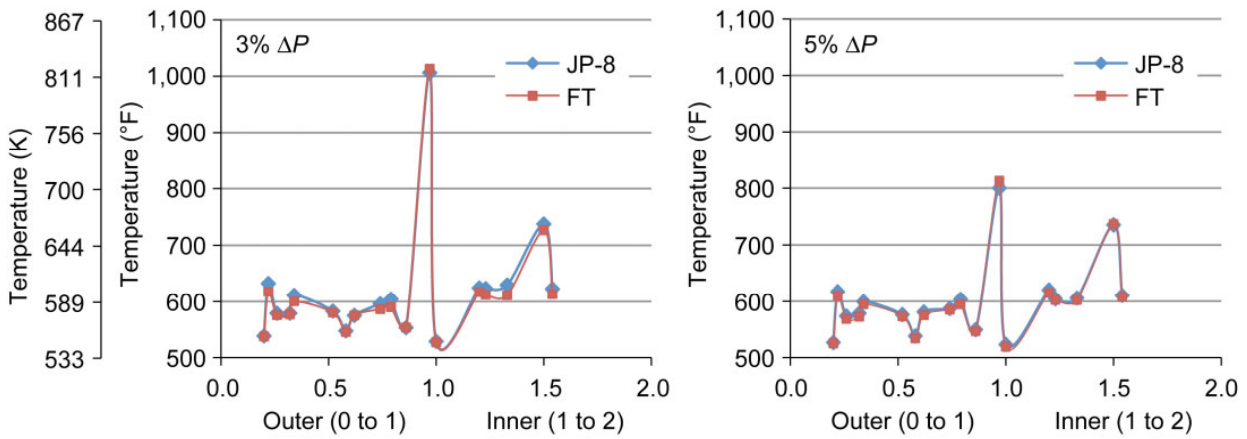 867
811
756
700
644
589
533
Temperature (K)
1,100
1,000
900
800
700
600
500
Temperature (°F)
3% ΔP
JP-8
FT
0.0 0.5 1.0 1.5 2.0
Outer (0 to 1) Inner (1 to 2)
1,100
1,000
900
800
700
600
500
Temperature (°F)
5% ΔP
JP-8
FT
0.0 0.5 1.0 1.5 2.0
Outer (0 to 1) Inner (1 to 2)